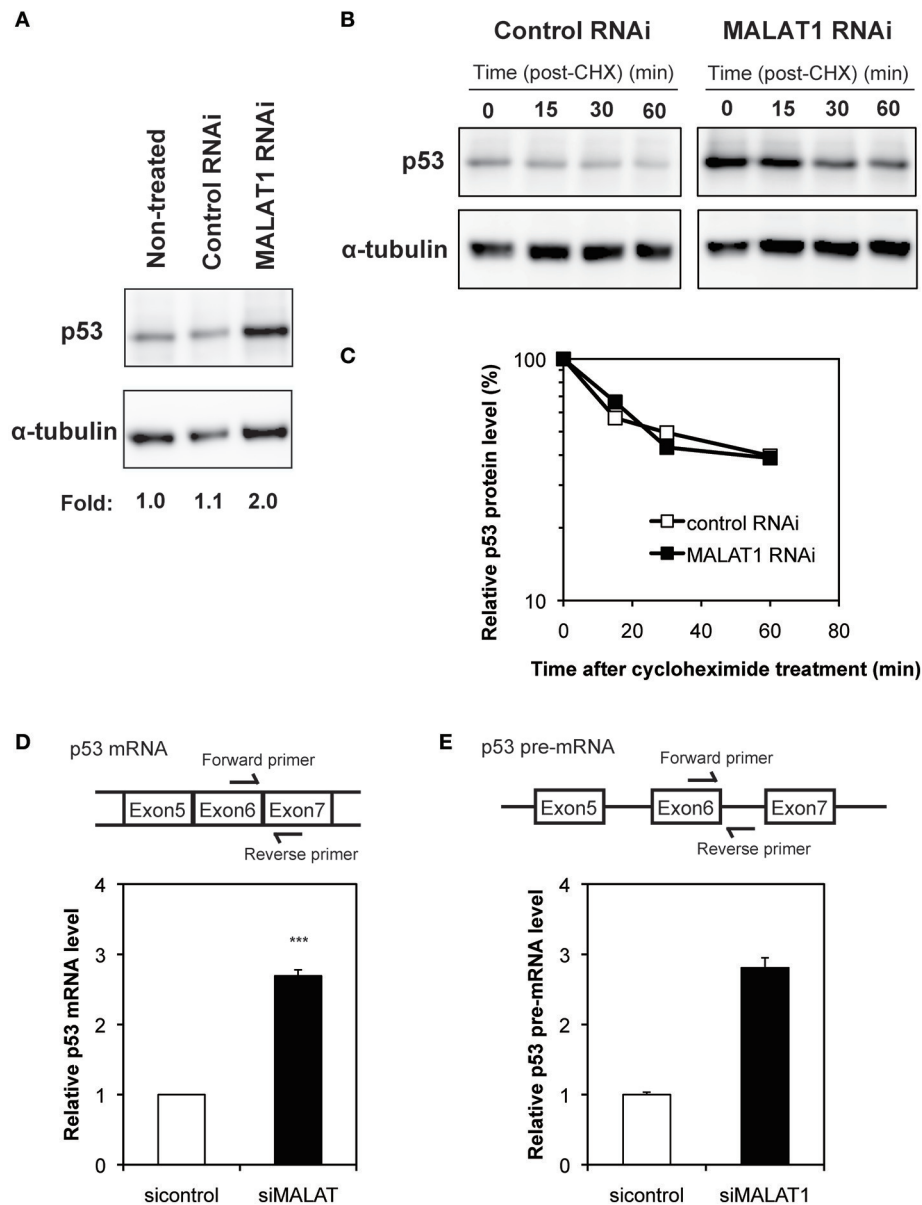 A
Non-treated
Control RNAi
MALAT1 RNAi
p53
α-tubulin
Fold: 1.0 1.1 2.0
B
Control RNAi MALAT1 RNAi
Time (post-CHX) (min) Time (post-CHX) (min)
0 15 30 60 0 15 30 60
p53
α-tubulin
C
Relative p53 protein level (%)
100
10
control RNAi
MALAT1 RNAi
0 20 40 60 80
Time after cycloheximide treatment (min)
D
p53 mRNA
Forward primer
Exon5 Exon6 Exon7
Reverse primer
Relative p53 mRNA level
4
3
2
1
0
***
sicontrol siMALAT
E
p53 pre-mRNA
Forward primer
Exon5 Exon6 Exon7
Reverse primer
Relative p53 pre-mRNA level
4
3
2
1
0
sicontrol siMALAT1